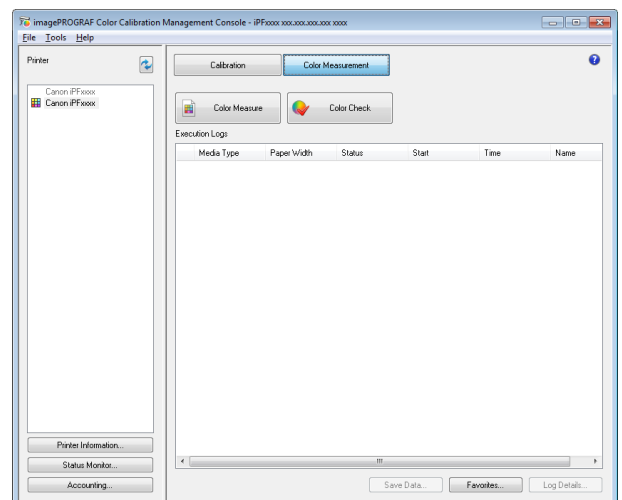 imagePROGRAF Color Calibration Management Console - iPFxxxx xxx.xxx.xxx.xxx xxxx
File Tools Help
Printer
Calibration Color Measurement
Canon iPFxxxx
Canon iPFxxxx
Color Measure Color Check
Execution Logs
Media Type Paper Width Status Start Time Name
Printer Information...
Status Monitor...
Accounting...
Save Data... Favorites... Log Details...